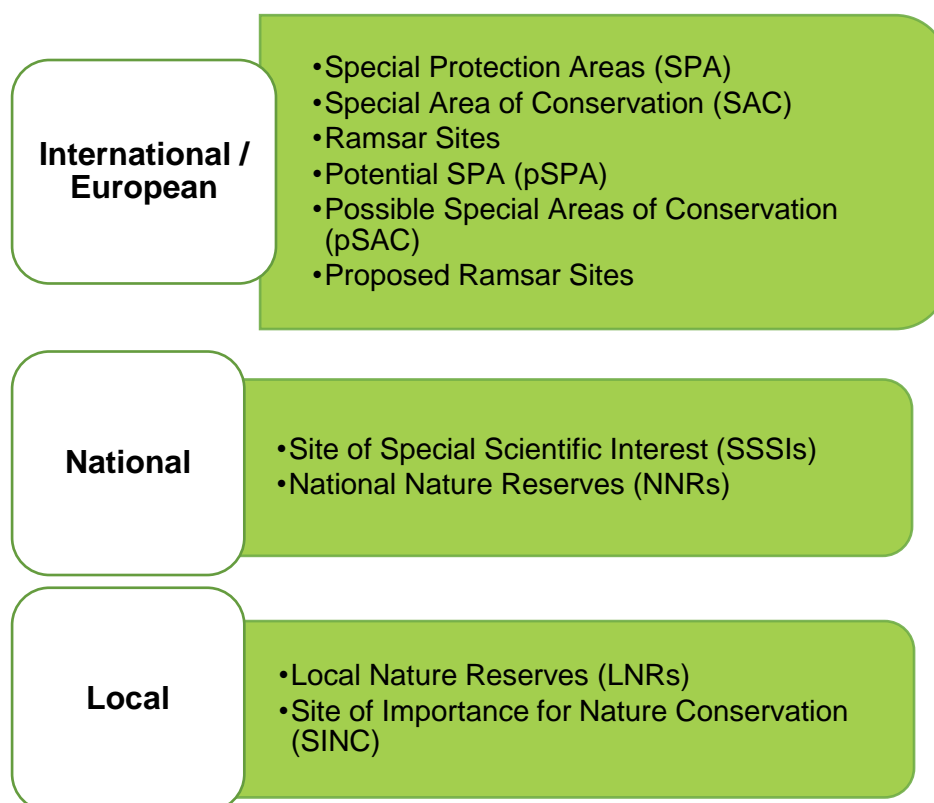 International /
European
•Special Protection Areas (SPA)
•Special Area of Conservation (SAC)
•Ramsar Sites
•Potential SPA (pSPA)
•Possible Special Areas of Conservation
(pSAC)
•Proposed Ramsar Sites
National
•Site of Special Scientific Interest (SSSIs)
•National Nature Reserves (NNRs)
Local
•Local Nature Reserves (LNRs)
•Site of Importance for Nature Conservation
(SINC)